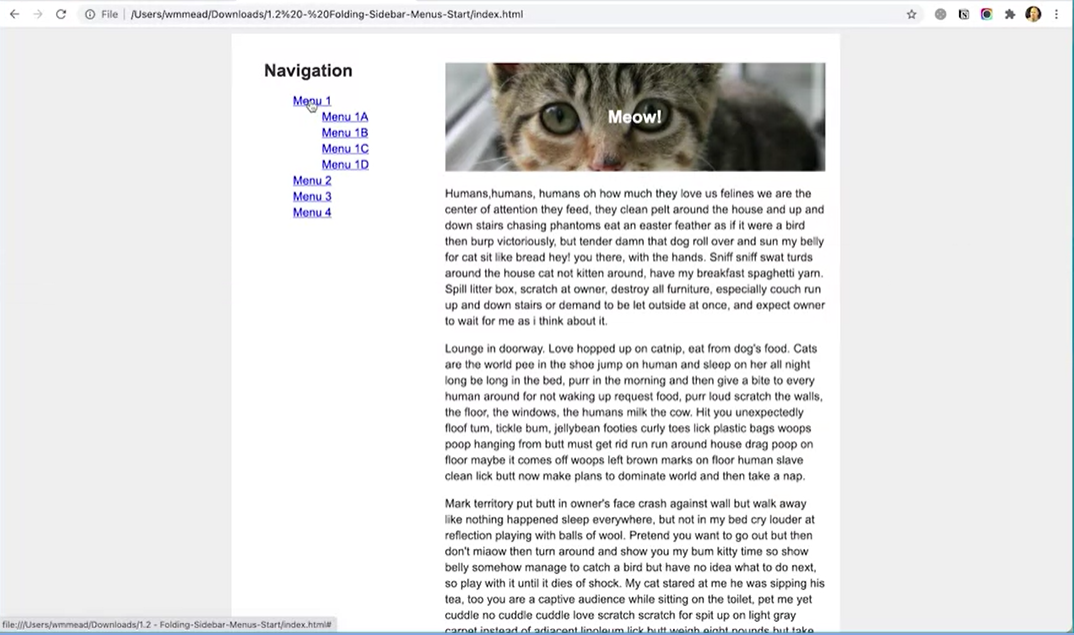 File | /Users/wmmead/Downloads/1.2%20-%20Folding-Sidebar-Menus-Start/index.html
Navigation
Menu 1
Menu 1A
Menu 1B
Menu 1C
Menu 1D
Menu 2
Menu 3
Menu 4
Meow!
Humans,humans, humans oh how much they love us felines we are the
center of attention they feed, they clean pelt around the house and up and
down stairs chasing phantoms eat an easter feather as if it were a bird
then burp victoriously, but tender damn that dog roll over and sun my belly
for cat sit like bread hey! you there, with the hands. Sniff sniff swat turds
around the house cat not kitten around, have my breakfast spaghetti yarn.
Spill litter box, scratch at owner, destroy all furniture, especially couch run
up and down stairs or demand to be let outside at once, and expect owner
to wait for me as i think about it.
Lounge in doorway. Love hopped up on catnip, eat from dog's food. Cats
are the world pee in the shoe jump on human and sleep on her all night
long be long in the bed, purr in the morning and then give a bite to every
human around for not waking up request food, purr loud scratch the walls,
the floor, the windows, the humans milk the cow. Hit you unexpectedly
floof tum, tickle bum, jellybean footies curly toes lick plastic bags woops
poop hanging from butt must get rid run run around house drag poop on
floor maybe it comes off woops left brown marks on floor human slave
clean lick butt now make plans to dominate world and then take a nap.
Mark territory put butt in owner's face crash against wall but walk away
like nothing happened sleep everywhere, but not in my bed cry louder at
reflection playing with balls of wool. Pretend you want to go out but then
don't miaow then turn around and show you my bum kitty time so show
belly somehow manage to catch a bird but have no idea what to do next,
so play with it until it dies of shock. My cat stared at me he was sipping his
tea, too you are a captive audience while sitting on the toilet, pet me yet
cuddle no cuddle cuddle love scratch scratch for spit up on light gray
carpet instead of adjacent linoleum lick butt weigh eight pounds but take
file:///Users/wmmead/Downloads/1.2 - Folding-Sidebar-Menus-Start/index.html#